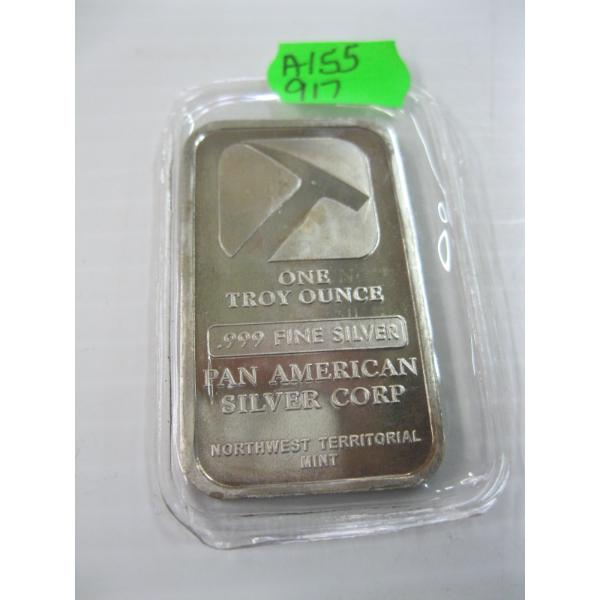 A155
917
ONE
TROY OUNCE
.999 FINE SILVER
PAN AMERICAN
SILVER CORP
NORTHWEST TERRITORIAL
MINT